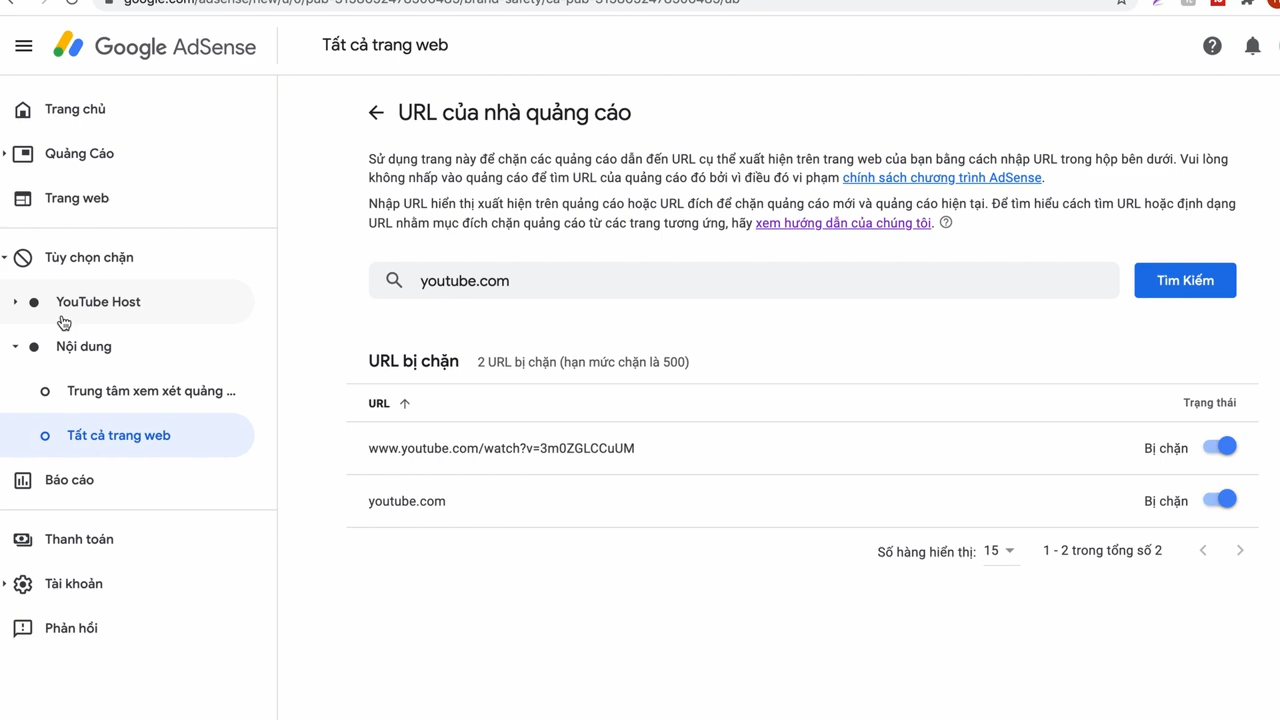 Google AdSense
Tất cả trang web
Trang chủ
Quảng Cáo
Trang web
Tùy chọn chặn
YouTube Host
Nội dung
Trung tâm xem xét quảng ...
Tất cả trang web
Báo cáo
Thanh toán
Tài khoản
Phản hồi
URL của nhà quảng cáo
Sử dụng trang này để chặn các quảng cáo dẫn đến URL cụ thể xuất hiện trên trang web của bạn bằng cách nhập URL trong hộp bên dưới. Vui lòng
không nhấp vào quảng cáo để tìm URL của quảng cáo đó bởi vì điều đó vi phạm chính sách chương trình AdSense.
Nhập URL hiển thị xuất hiện trên quảng cáo hoặc URL đích để chặn quảng cáo mới và quảng cáo hiện tại. Để tìm hiểu cách tìm URL hoặc định dạng
URL nhằm mục đích chặn quảng cáo từ các trang tương ứng, hãy xem hướng dẫn của chúng tôi.
youtube.com
Tìm Kiếm
URL bị chặn 2 URL bị chặn (hạn mức chặn là 500)
URL Trạng thái
www.youtube.com/watch?v=3m0ZGLCCuUM Bị chặn
youtube.com Bị chặn
Số hàng hiển thị: 15 1 - 2 trong tổng số 2